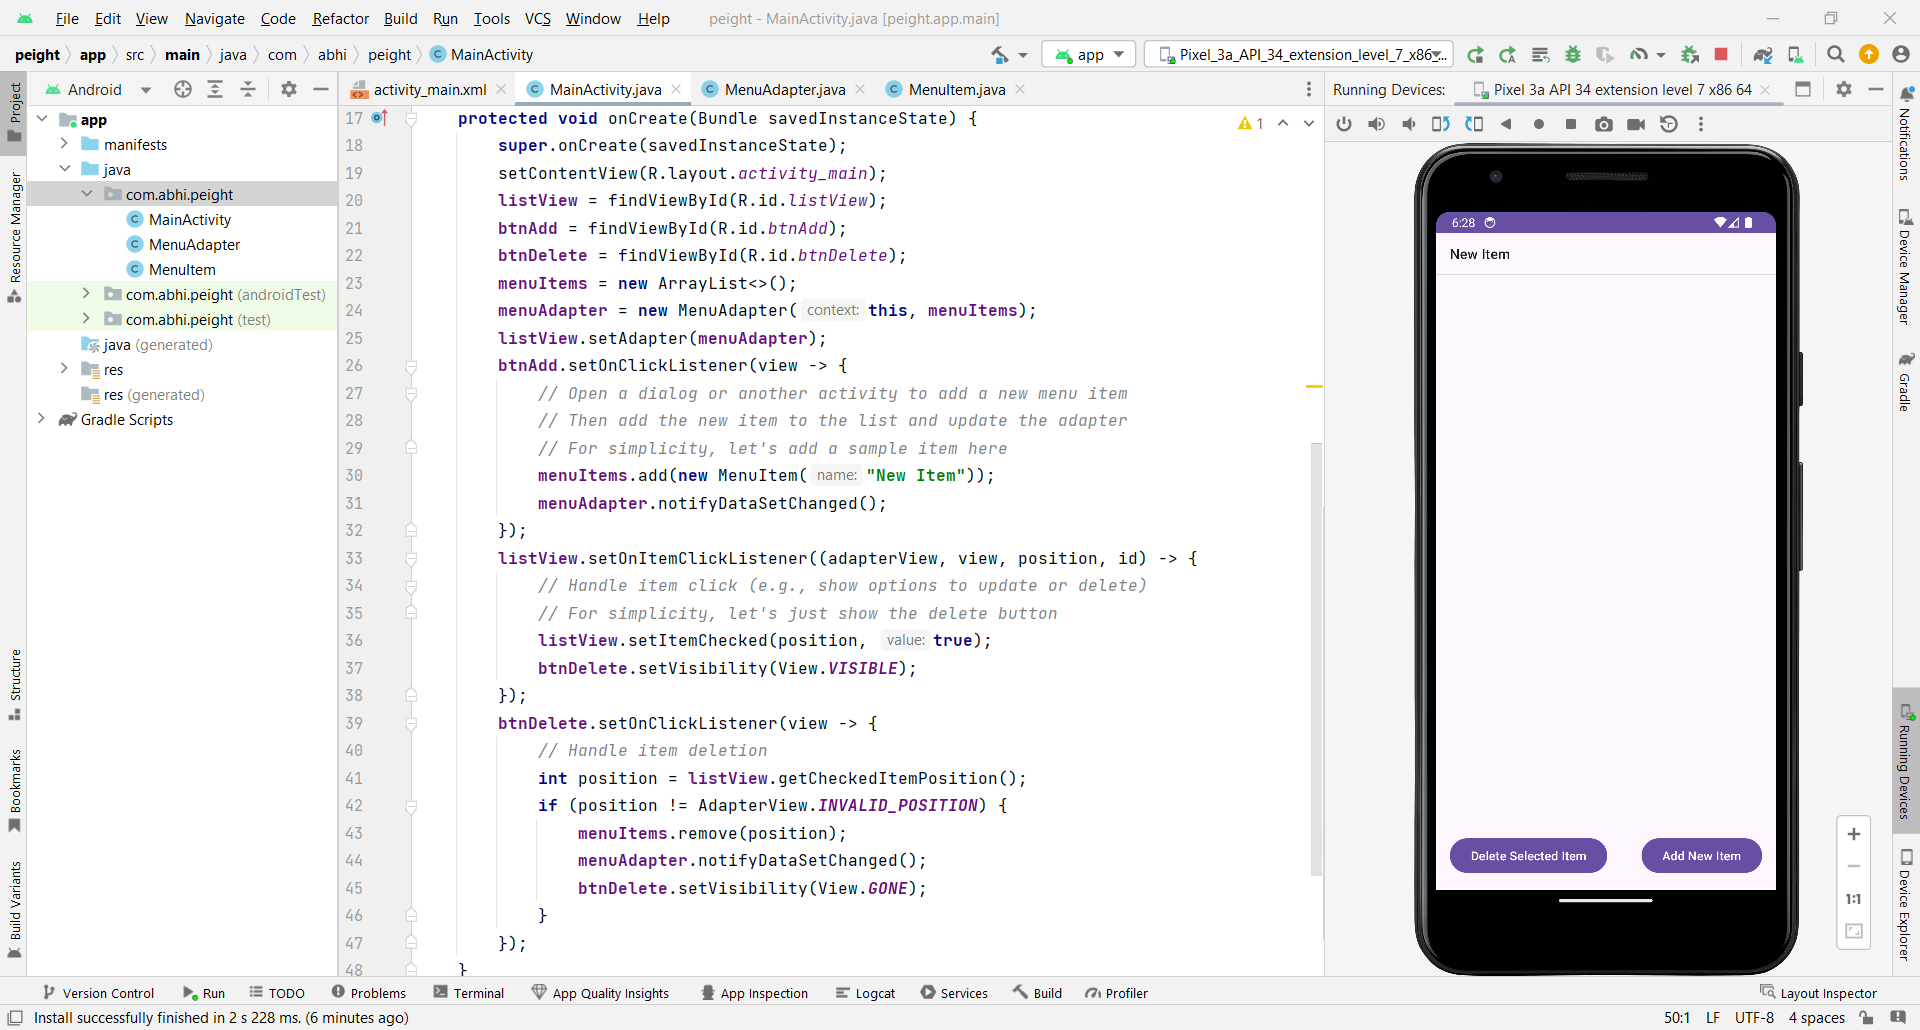 File Edit View Navigate Code Refactor Build Run Tools VCS Window Help peight - MainActivity.java [peight.app.main]
peight app src main java com abhi peight MainActivity
app Pixel_3a_API_34_extension_level_7_x86_...
Android
activity_main.xml MainActivity.java MenuAdapter.java MenuItem.java
Running Devices: Pixel 3a API 34 extension level 7 x86 64
Project
Resource Manager
Structure
Bookmarks
Build Variants
app
manifests
java
com.abhi.peight
MainActivity
MenuAdapter
MenuItem
com.abhi.peight (androidTest)
com.abhi.peight (test)
java (generated)
res
res (generated)
Gradle Scripts
1
17 protected void onCreate(Bundle savedInstanceState) {
18 super.onCreate(savedInstanceState);
19 setContentView(R.layout.activity_main);
20 listView = findViewById(R.id.listView);
21 btnAdd = findViewById(R.id.btnAdd);
22 btnDelete = findViewById(R.id.btnDelete);
23 menuItems = new ArrayList<>();
24 menuAdapter = new MenuAdapter( context: this, menuItems);
25 listView.setAdapter(menuAdapter);
26 btnAdd.setOnClickListener(view -> {
27 // Open a dialog or another activity to add a new menu item
28 // Then add the new item to the list and update the adapter
29 // For simplicity, let's add a sample item here
30 menuItems.add(new MenuItem( name: "New Item"));
31 menuAdapter.notifyDataSetChanged();
32 });
33 listView.setOnItemClickListener((adapterView, view, position, id) -> {
34 // Handle item click (e.g., show options to update or delete)
35 // For simplicity, let's just show the delete button
36 listView.setItemChecked(position, value: true);
37 btnDelete.setVisibility(View.VISIBLE);
38 });
39 btnDelete.setOnClickListener(view -> {
40 // Handle item deletion
41 int position = listView.getCheckedItemPosition();
42 if (position != AdapterView.INVALID_POSITION) {
43 menuItems.remove(position);
44 menuAdapter.notifyDataSetChanged();
45 btnDelete.setVisibility(View.GONE);
46 }
47 });
48 }
6:28
New Item
Delete Selected Item Add New Item
1:1
Notifications
Device Manager
Gradle
Running Devices
Device Explorer
Version Control Run TODO Problems Terminal App Quality Insights App Inspection Logcat Services Build Profiler Layout Inspector
Install successfully finished in 2 s 228 ms. (6 minutes ago) 50:1 LF UTF-8 4 spaces